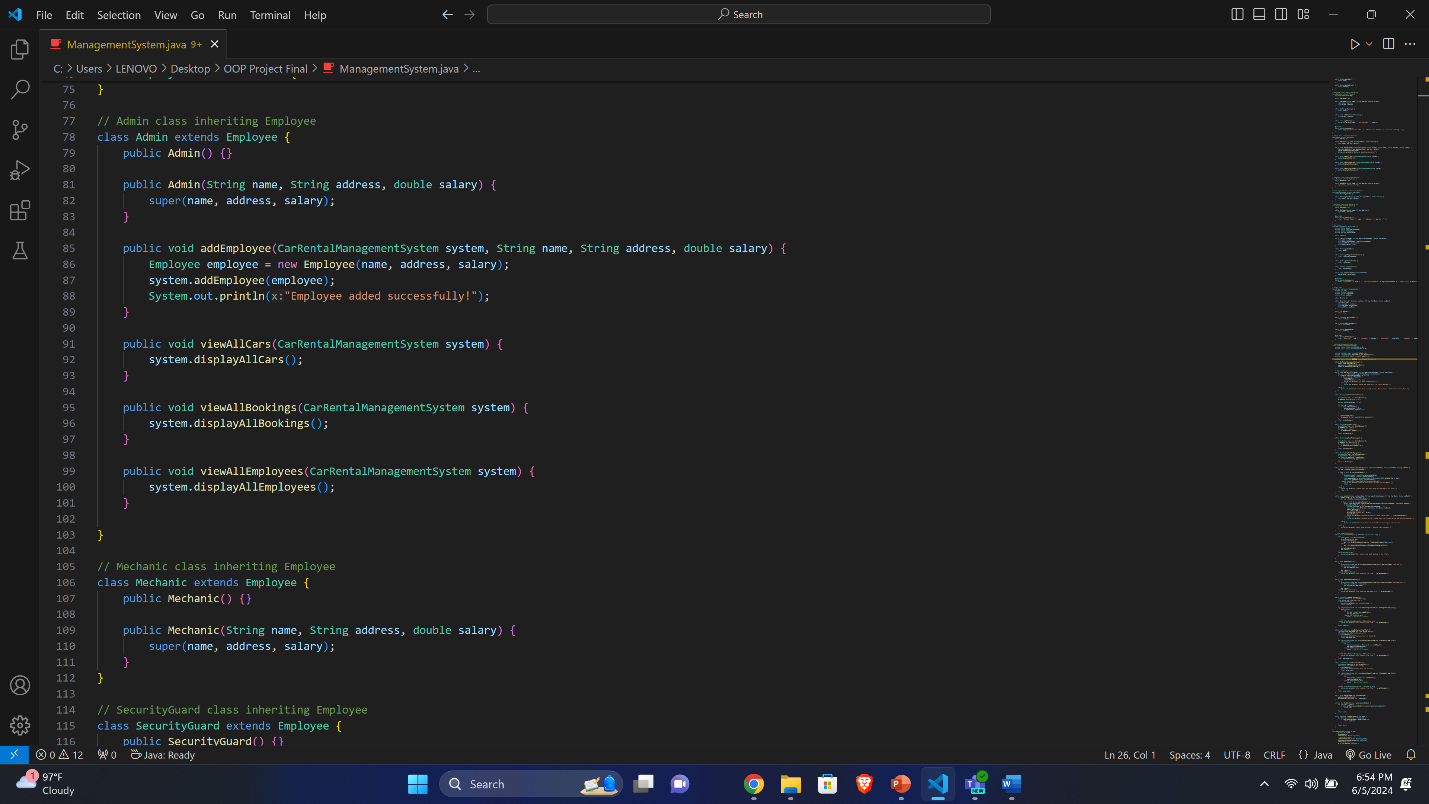 File Edit Selection View Go Run Terminal Help Search
ManagementSystem.java 9+
C: > Users > LENOVO > Desktop > OOP Project Final > ManagementSystem.java > ...
75 }
76
77 // Admin class inheriting Employee
78 class Admin extends Employee {
79 public Admin() {}
80
81 public Admin(String name, String address, double salary) {
82 super(name, address, salary);
83 }
84
85 public void addEmployee(CarRentalManagementSystem system, String name, String address, double salary) {
86 Employee employee = new Employee(name, address, salary);
87 system.addEmployee(employee);
88 System.out.println(x:"Employee added successfully!");
89 }
90
91 public void viewAllCars(CarRentalManagementSystem system) {
92 system.displayAllCars();
93 }
94
95 public void viewAllBookings(CarRentalManagementSystem system) {
96 system.displayAllBookings();
97 }
98
99 public void viewAllEmployees(CarRentalManagementSystem system) {
100 system.displayAllEmployees();
101 }
102
103 }
104
105 // Mechanic class inheriting Employee
106 class Mechanic extends Employee {
107 public Mechanic() {}
108
109 public Mechanic(String name, String address, double salary) {
110 super(name, address, salary);
111 }
112 }
113
114 // SecurityGuard class inheriting Employee
115 class SecurityGuard extends Employee {
116 public SecurityGuard() {}
0 12 0 Java: Ready Ln 26, Col 1 Spaces: 4 UTF-8 CRLF {} Java Go Live
1 97°F
Cloudy
Search
NEW
6:54 PM
6/5/2024